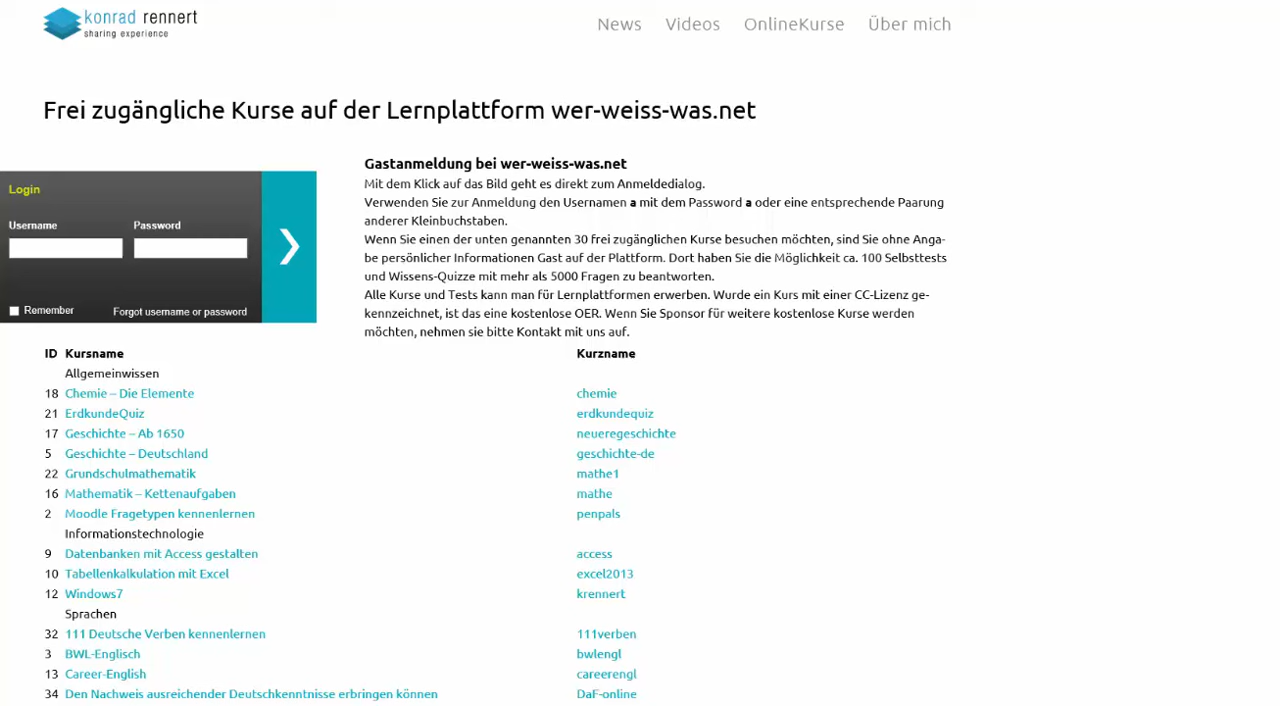 konrad rennert
sharing experience
News Videos OnlineKurse Über mich
Frei zugängliche Kurse auf der Lernplattform wer-weiss-was.net
Login
Username Password
Remember Forgot username or password
Gastanmeldung bei wer-weiss-was.net
Mit dem Klick auf das Bild geht es direkt zum Anmeldedialog.
Verwenden Sie zur Anmeldung den Usernamen a mit dem Password a oder eine entsprechende Paarung
anderer Kleinbuchstaben.
Wenn Sie einen der unten genannten 30 frei zugänglichen Kurse besuchen möchten, sind Sie ohne Anga-
be persönlicher Informationen Gast auf der Plattform. Dort haben Sie die Möglichkeit ca. 100 Selbsttests
und Wissens-Quizze mit mehr als 5000 Fragen zu beantworten.
Alle Kurse und Tests kann man für Lernplattformen erwerben. Wurde ein Kurs mit einer CC-Lizenz ge-
kennzeichnet, ist das eine kostenlose OER. Wenn Sie Sponsor für weitere kostenlose Kurse werden
möchten, nehmen sie bitte Kontakt mit uns auf.
ID Kursname Kurzname
Allgemeinwissen
18 Chemie – Die Elemente chemie
21 ErdkundeQuiz erdkundequiz
17 Geschichte – Ab 1650 neueregeschichte
5 Geschichte – Deutschland geschichte-de
22 Grundschulmathematik mathe1
16 Mathematik – Kettenaufgaben mathe
2 Moodle Fragetypen kennenlernen penpals
Informationstechnologie
9 Datenbanken mit Access gestalten access
10 Tabellenkalkulation mit Excel excel2013
12 Windows7 krennert
Sprachen
32 111 Deutsche Verben kennenlernen 111verben
3 BWL-Englisch bwlengl
13 Career-English careerengl
34 Den Nachweis ausreichender Deutschkenntnisse erbringen können DaF-online